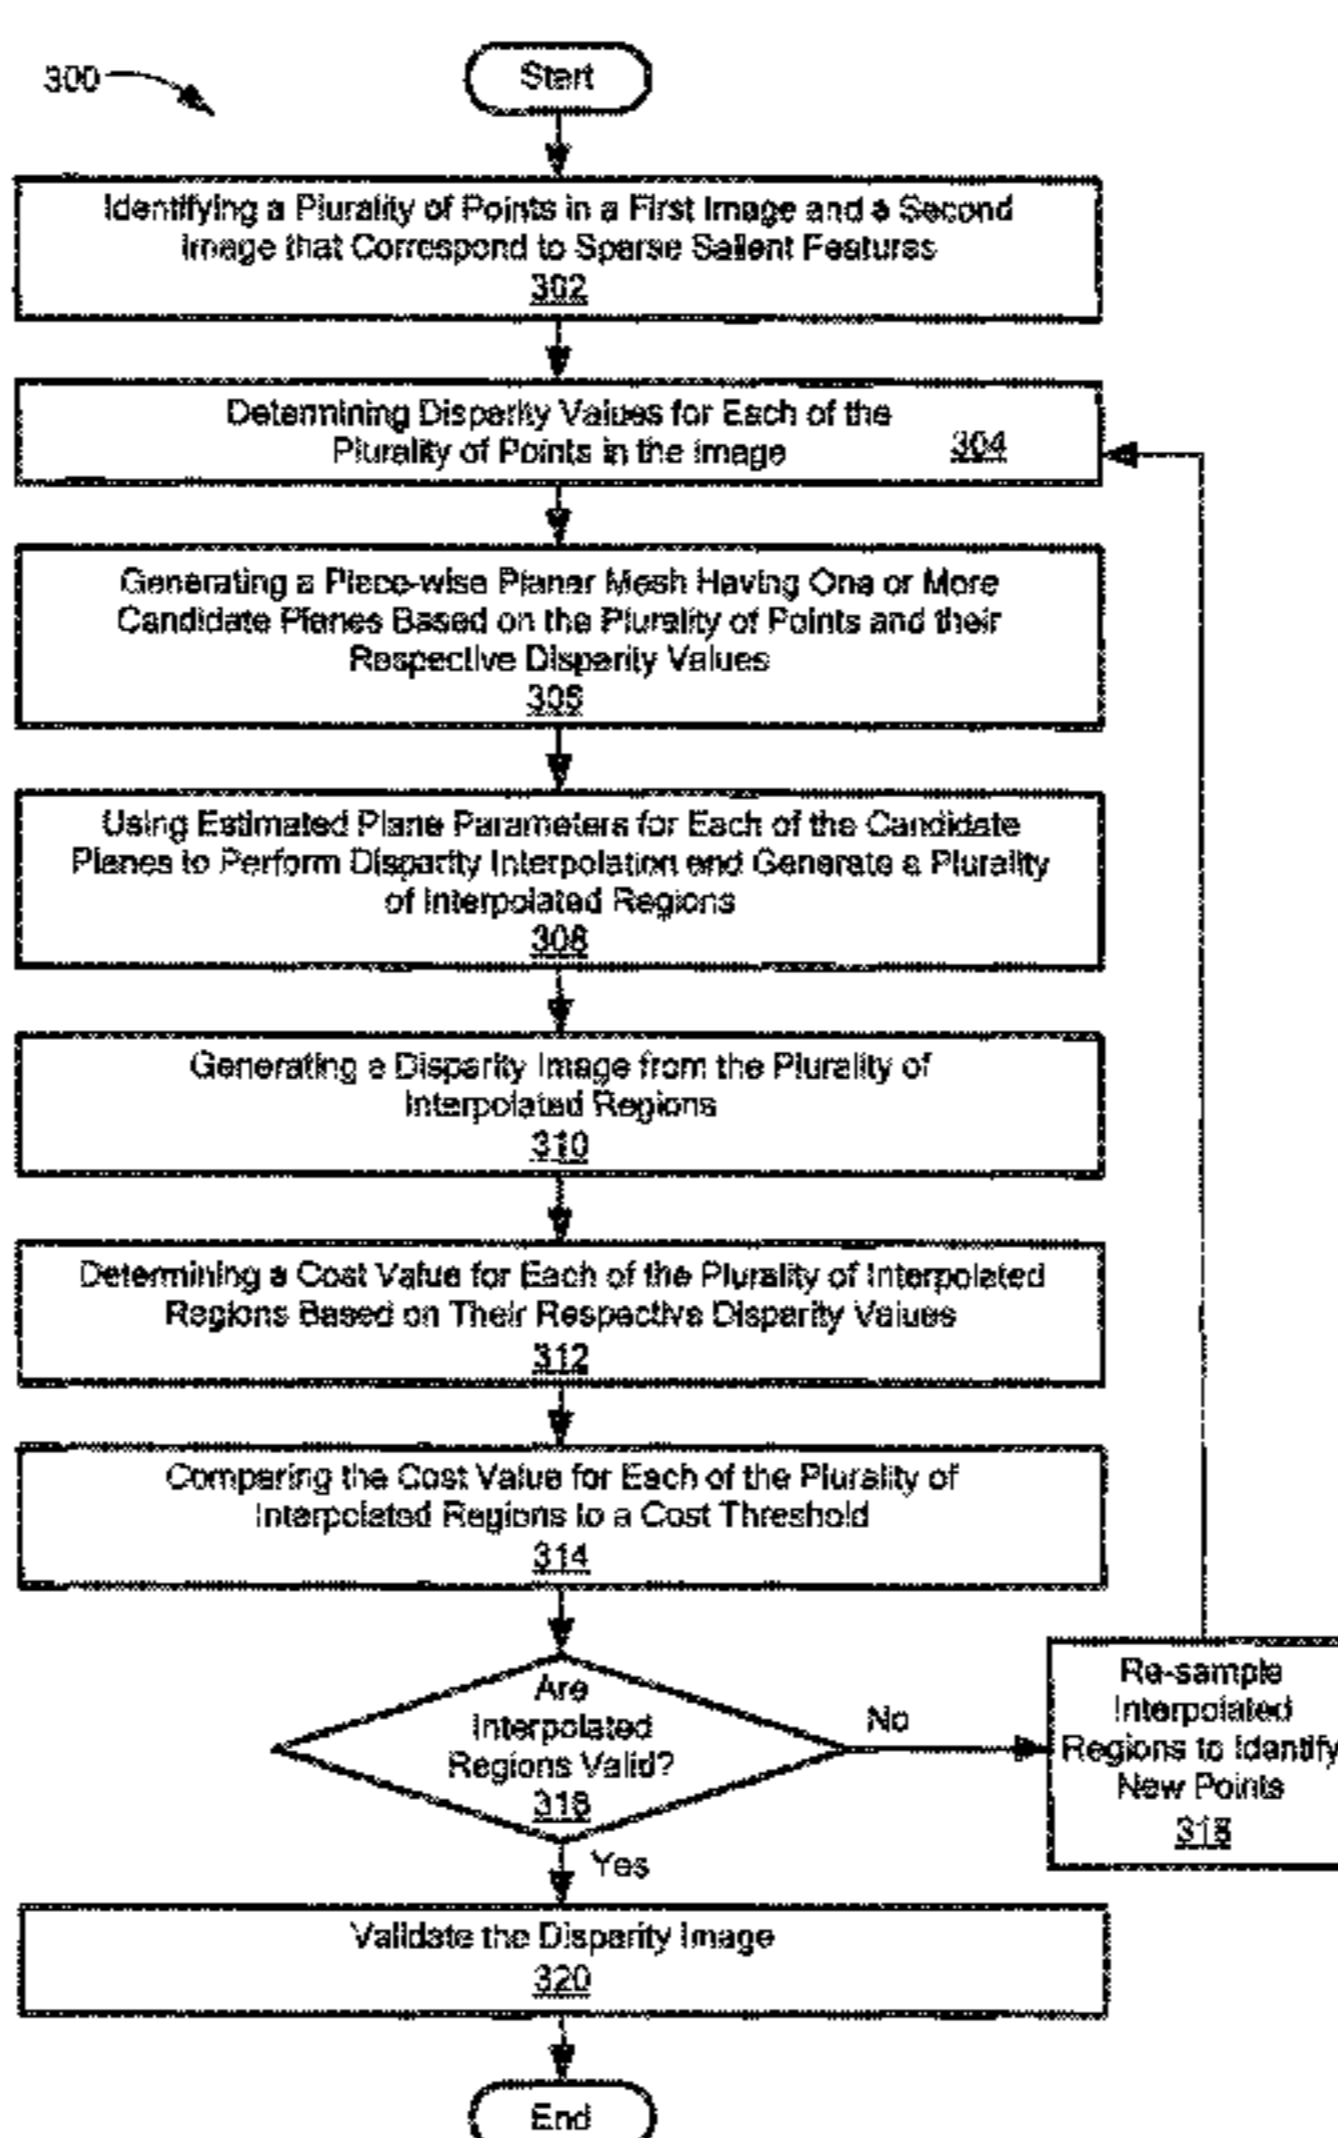 300
Start
Identifying a Plurality of Points in a First Image and a Second
Image that Correspond to Sparse Salient Features
302
Determining Disparity Values for Each of the
Plurality of Points in the Image
304
Generating a Piece-wise Planar Mesh Having One or More
Candidate Planes Based on the Plurality of Points and their
Respective Disparity Values
306
Using Estimated Plane Parameters for Each of the Candidate
Planes to Perform Disparity Interpolation and Generate a Plurality
of Interpolated Regions
308
Generating a Disparity Image from the Plurality of
Interpolated Regions
310
Determining a Cost Value for Each of the Plurality of Interpolated
Regions Based on Their Respective Disparity Values
312
Comparing the Cost Value for Each of the Plurality of
Interpolated Regions to a Cost Threshold
314
Are
Interpolated
Regions Valid?
No
Re-sample
Interpolated
Regions to Identify
New Points
Yes
Validate the Disparity Image
320
End